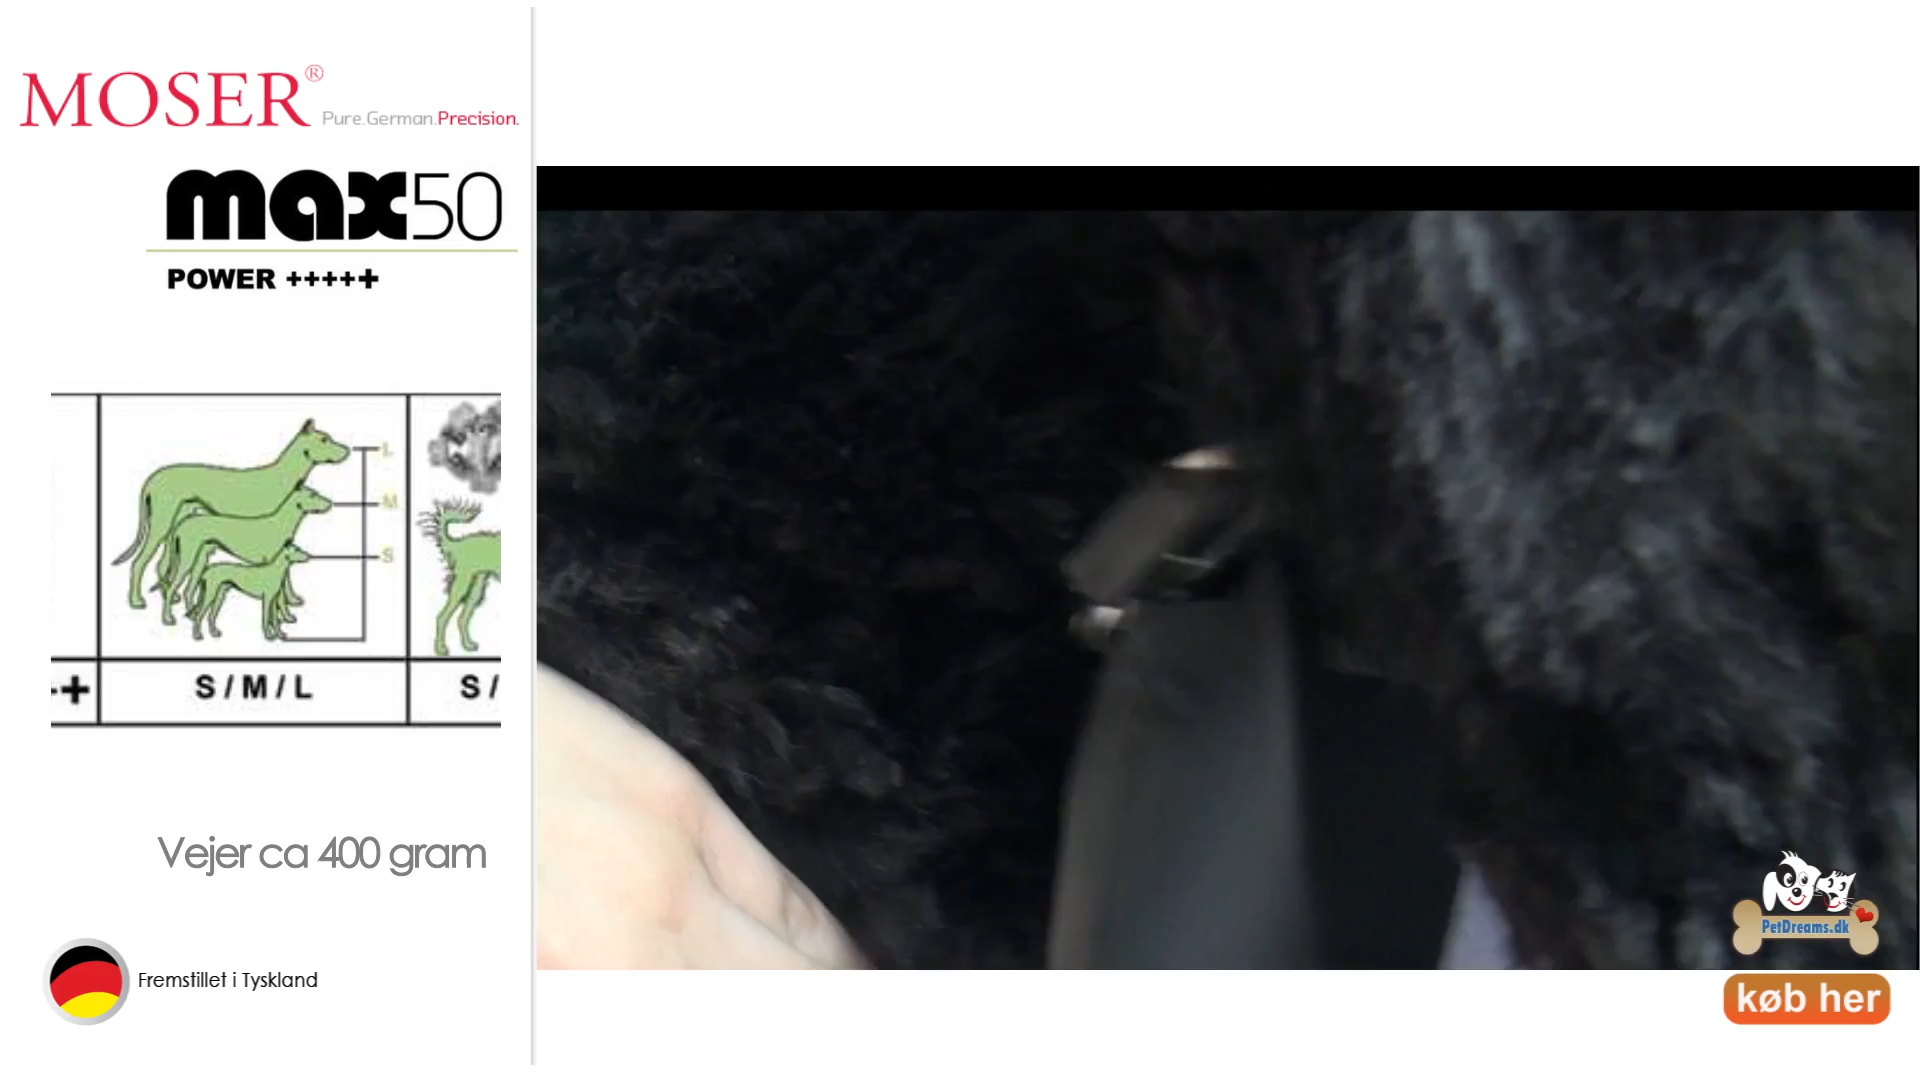 MOSER®
Pure.German.Precision.
max50
POWER +++++
L
M
S
+
S / M / L
S /
Vejer ca 400 gram
Fremstillet i Tyskland
PetDreams.dk
køb her